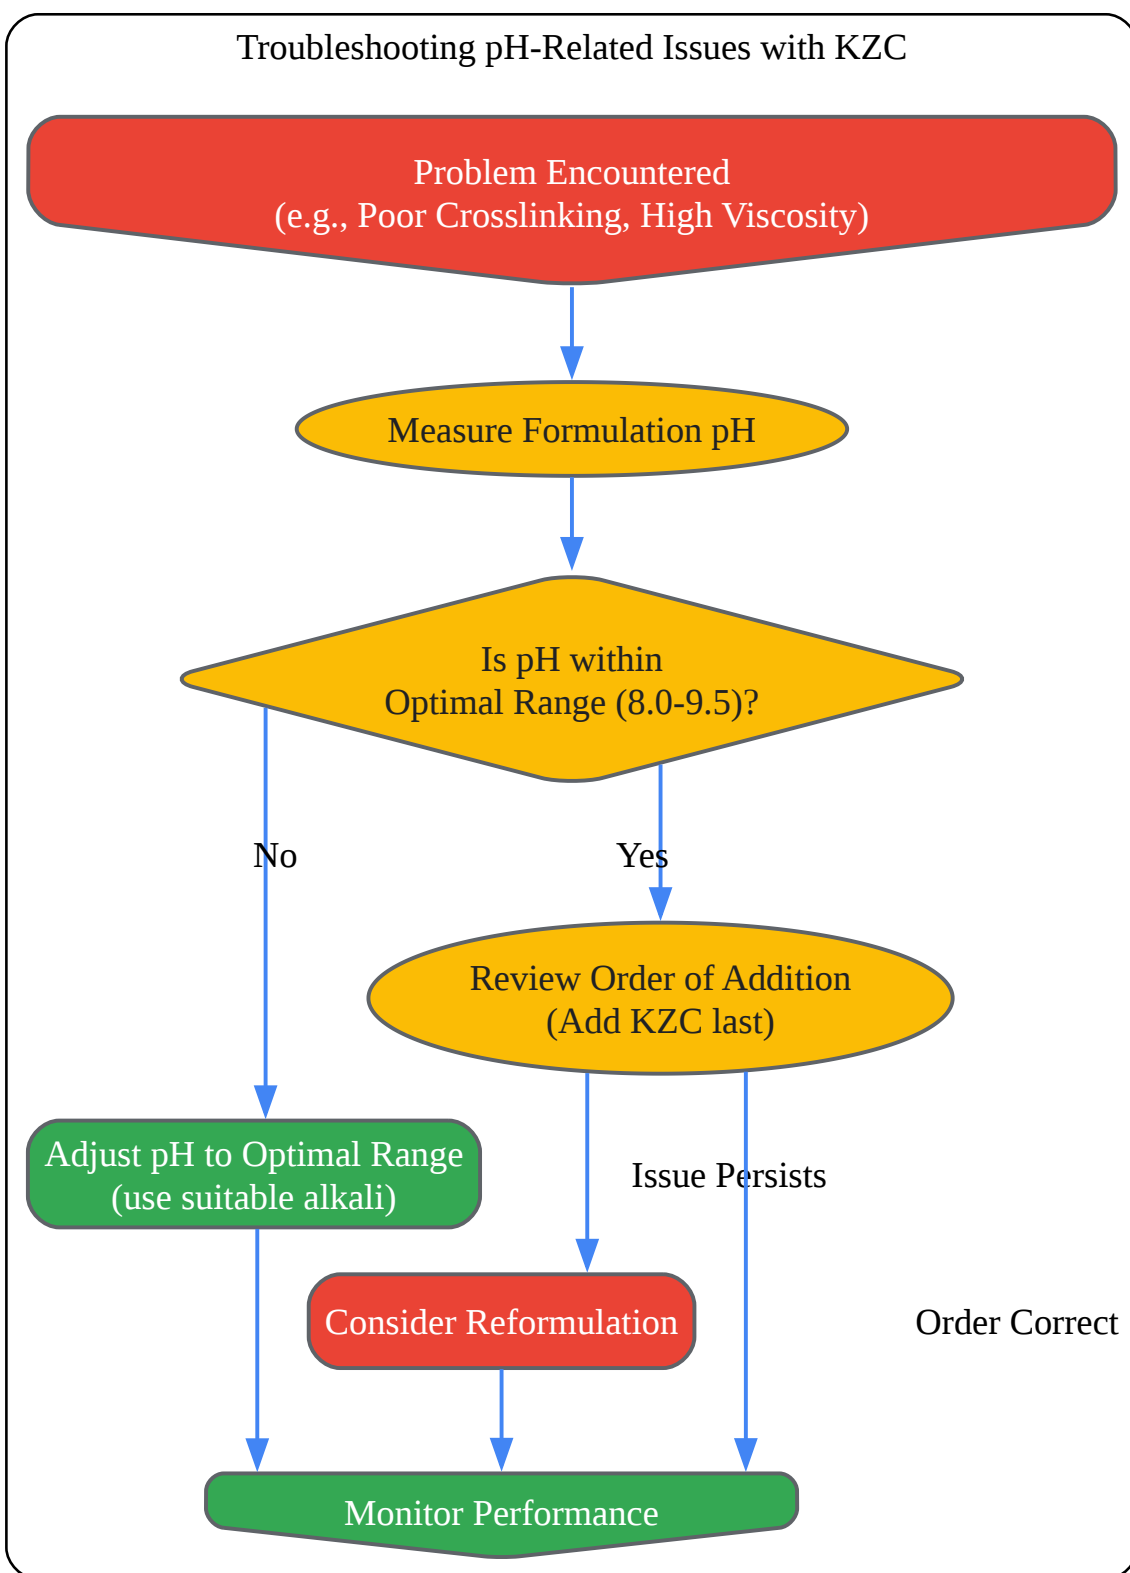 Troubleshooting pH-Related Issues with KZC
Problem Encountered
(e.g., Poor Crosslinking, High Viscosity)
Measure Formulation pH
Is pH within
Optimal Range (8.0-9.5)?
No
Yes
Review Order of Addition
(Add KZC last)
Adjust pH to Optimal Range
(use suitable alkali)
Issue Persists
Consider Reformulation
Order Correct
Monitor Performance